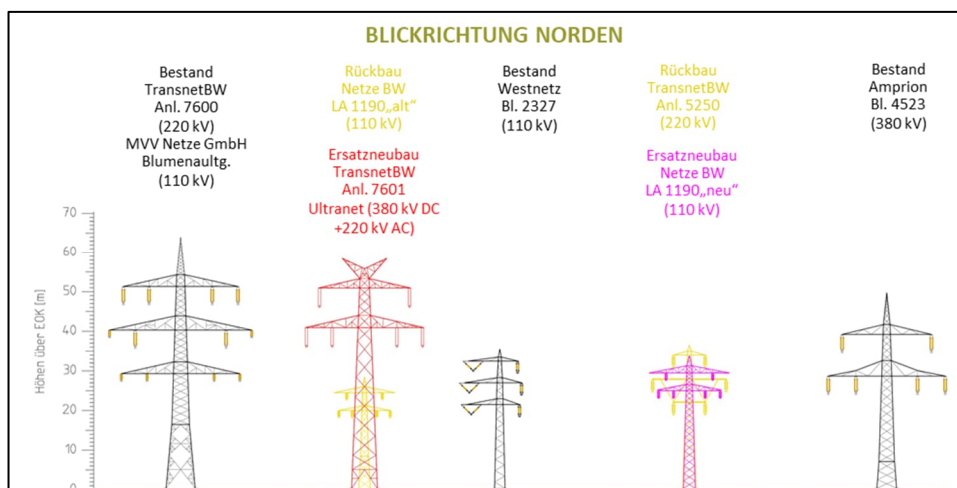 BLICKRICHTUNG NORDEN
Bestand
TransnetBW
Anl. 7600
(220 kV)
MVV Netze GmbH
Blumenaultg.
(110 kV)
Rückbau
Netze BW
LA 1190„alt“
(110 kV)
Ersatzneubau
TransnetBW
Anl. 7601
Ultranet (380 kV DC
+220 kV AC)
Bestand
Westnetz
Bl. 2327
(110 kV)
Rückbau
TransnetBW
Anl. 5250
(220 kV)
Ersatzneubau
Netze BW
LA 1190„neu“
(110 kV)
Bestand
Amprion
Bl. 4523
(380 kV)
Höhen über EOK [m]
70
60
50
40
30
20
10
0